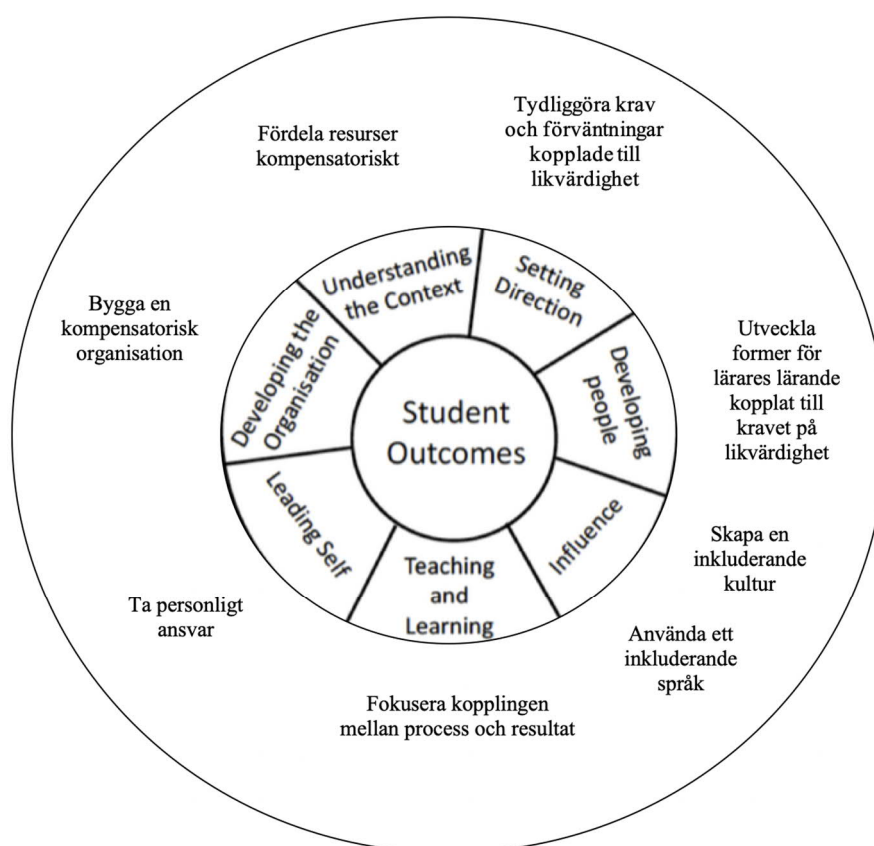 Tydliggöra krav
och förväntningar
kopplade till
likvärdighet
Fördela resurser
kompensatoriskt
Bygga en
kompensatorisk
organisation
Utveckla
former för
lärares lärande
kopplat till
kravet på
likvärdighet
Skapa en
inkluderande
kultur
Använda ett
inkluderande
språk
Fokusera kopplingen
mellan process och resultat
Ta personligt
ansvar
Understanding
the Context
Setting
Direction
Developing
people
Influence
Teaching
and
Learning
Leading Self
Developing the
Organisation
Student
Outcomes